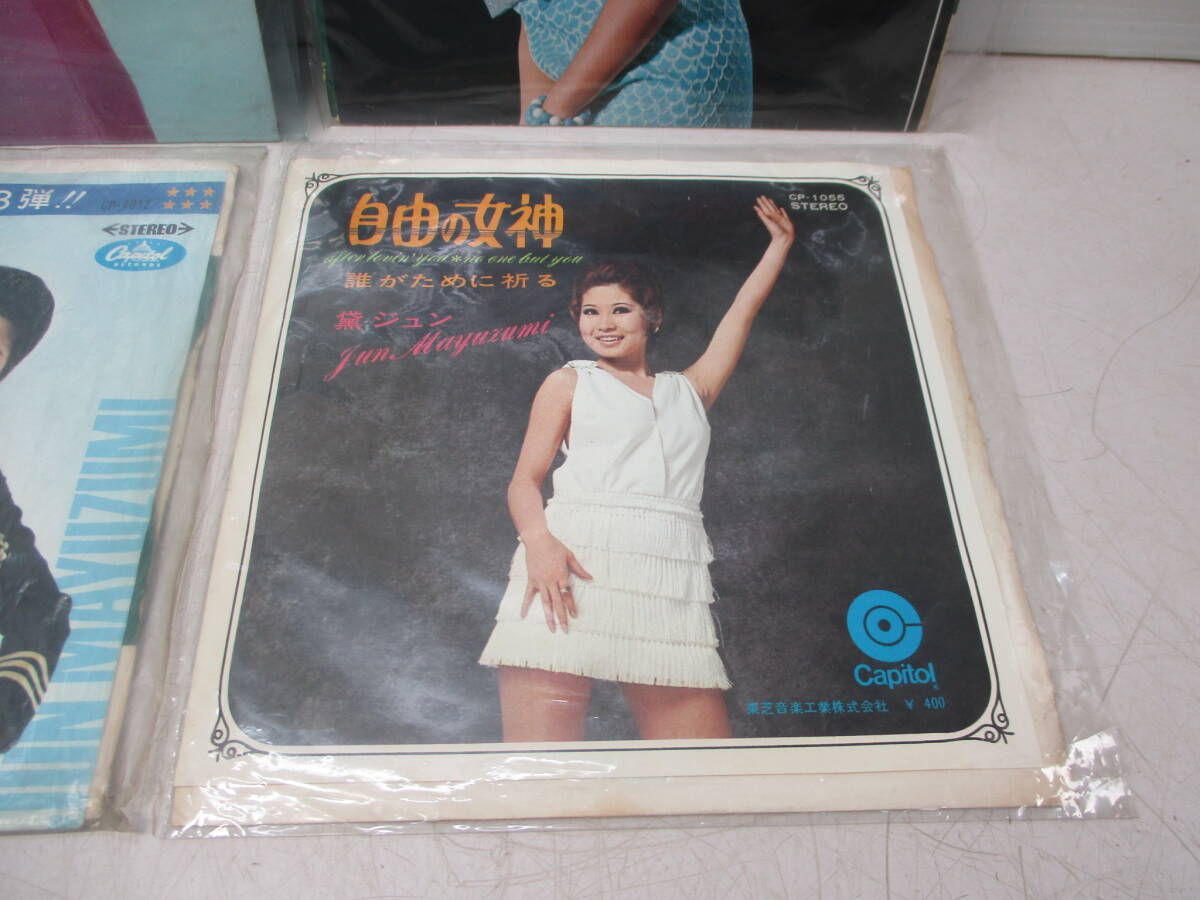 3弾!!
CP-1012
STEREO
Capitol
RECORDS
JUN MAYUZUMI
CP-1055
STEREO
自由の女神
after lovin' you*no one but you
誰がために祈る
黛ジュン
Jun Mayuzumi
Capitol
東芝音楽工業株式会社 ¥ 400